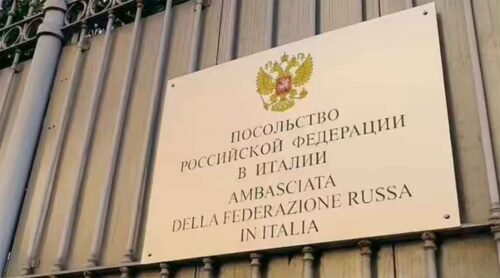 ПОСОЛЬСТВО
РОССИЙСКОЙ ФЕДЕРАЦИИ
В ИТАЛИИ
AMBASCIATA
DELLA FEDERAZIONE RUSSA
IN ITALIA